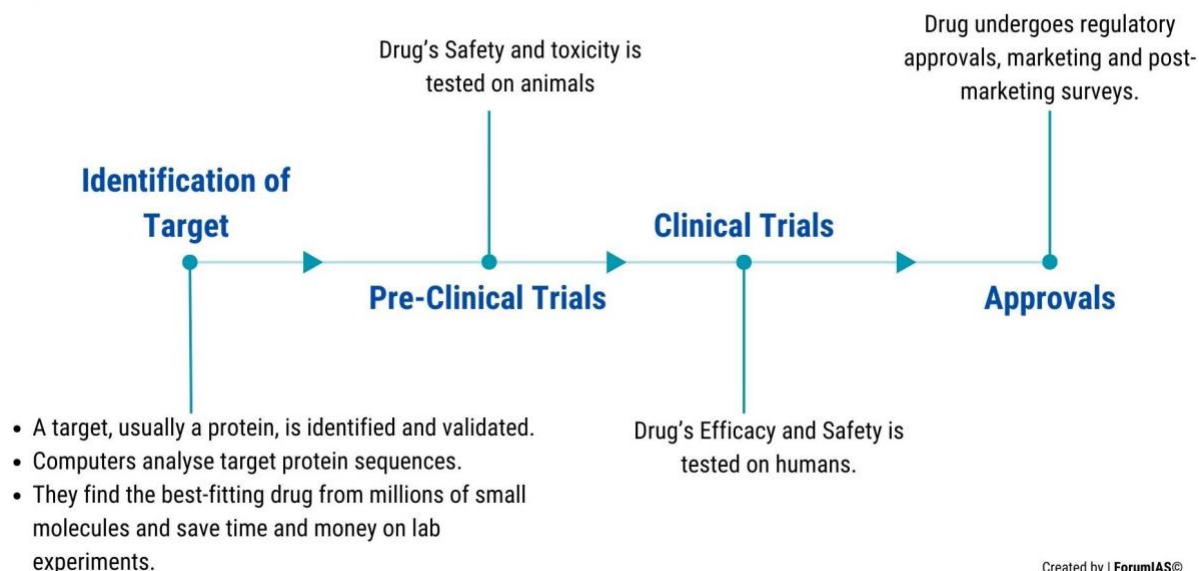 Drug undergoes regulatory
approvals, marketing and post-
marketing surveys.
Drug’s Safety and toxicity is
tested on animals
Identification of
Target
Clinical Trials
Pre-Clinical Trials
Approvals
• A target, usually a protein, is identified and validated.
• Computers analyse target protein sequences.
• They find the best-fitting drug from millions of small
molecules and save time and money on lab
experiments.
Drug’s Efficacy and Safety is
tested on humans.
Created by | ForumIAS©